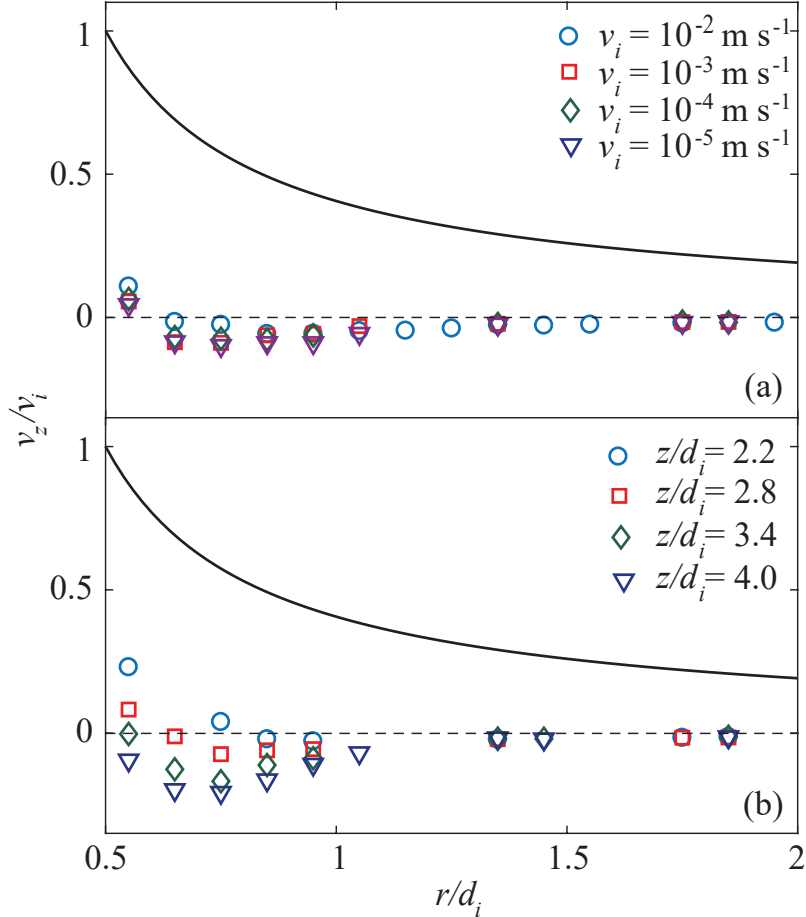 1
v_i = 10^-2 m s^-1
v_i = 10^-3 m s^-1
v_i = 10^-4 m s^-1
v_i = 10^-5 m s^-1
0.5
0
(a)
v_z/v_i
1
z/d_i = 2.2
z/d_i = 2.8
z/d_i = 3.4
z/d_i = 4.0
0.5
0
(b)
0.5 1 1.5 2
r/d_i